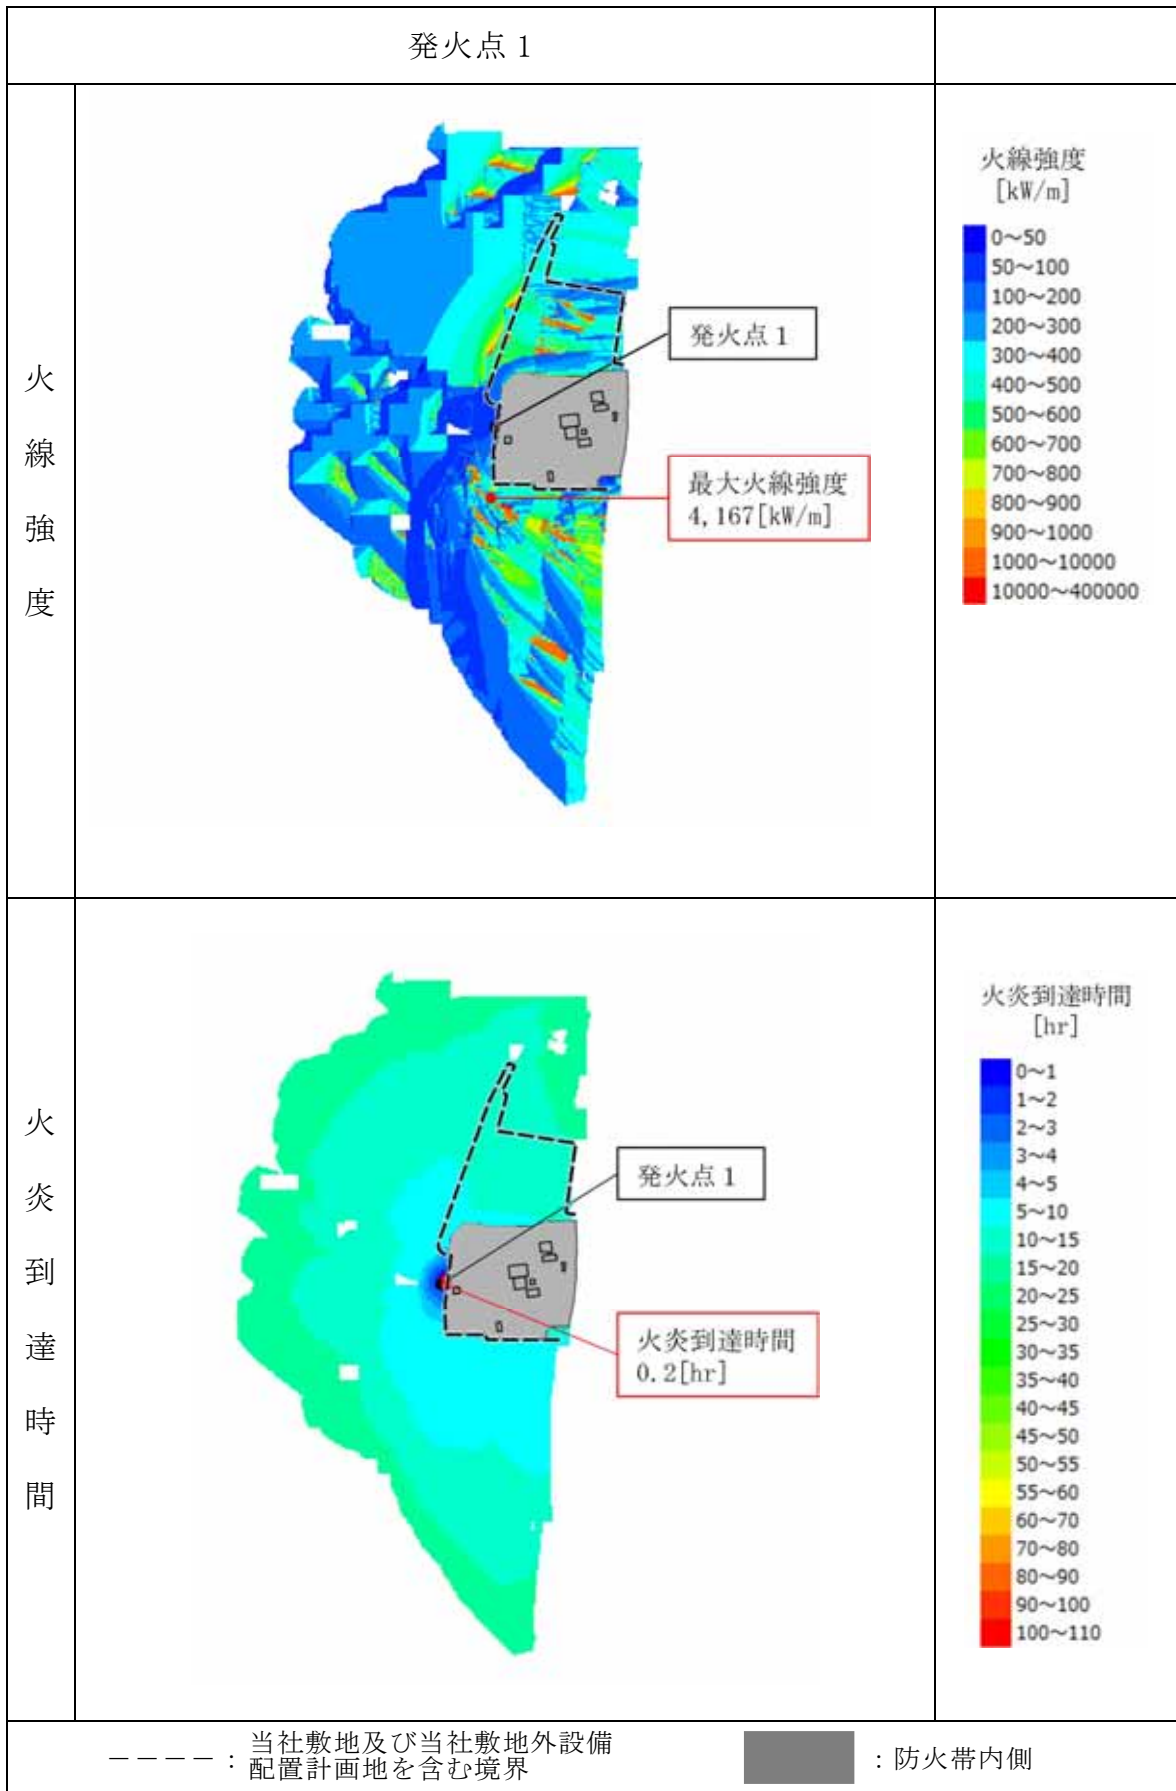 発火点 1
火線強度
火線強度
[kW/m]
0～50
50～100
100～200
200～300
300～400
400～500
500～600
600～700
700～800
800～900
900～1000
1000～10000
10000～400000
発火点 1
最大火線強度
4,167[kW/m]
火炎到達時間
火炎到達時間
[hr]
0～1
1～2
2～3
3～4
4～5
5～10
10～15
15～20
20～25
25～30
30～35
35～40
40～45
45～50
50～55
55～60
60～70
70～80
80～90
90～100
100～110
発火点 1
火炎到達時間
0.2[hr]
－－－－：当社敷地及び当社敷地外設備
配置計画地を含む境界
：防火帯内側